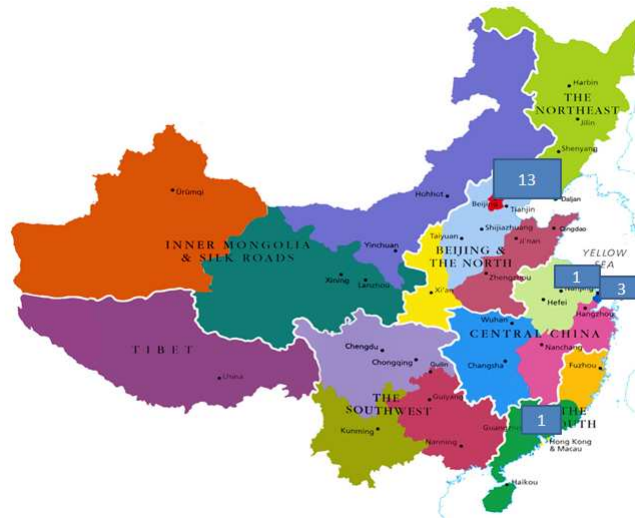 Harbin
THE
NORTHEAST
Jilin
Shenyang
13
Hohhot
Beijing
Tianjin
Dalian
Ürümqi
Taiyuan
Shijiazhuang
Ji'nan
Qingdao
INNER MONGOLIA
& SILK ROADS
Yinchuan
BEIJING &
THE NORTH
YELLOW
SEA
Xining
Lanzhou
Zhengzhou
1
Xi'an
Nanjing
3
Hefei
Hangzhou
Wuhan
CENTRAL CHINA
TIBET
Chengdu
Nanchang
Chongqing
Changsha
Fuzhou
Lhasa
Guilin
Guiyang
THE
SOUTHWEST
1
THE
SOUTH
Kunming
Nanning
Hong Kong
& Macau
Haikou